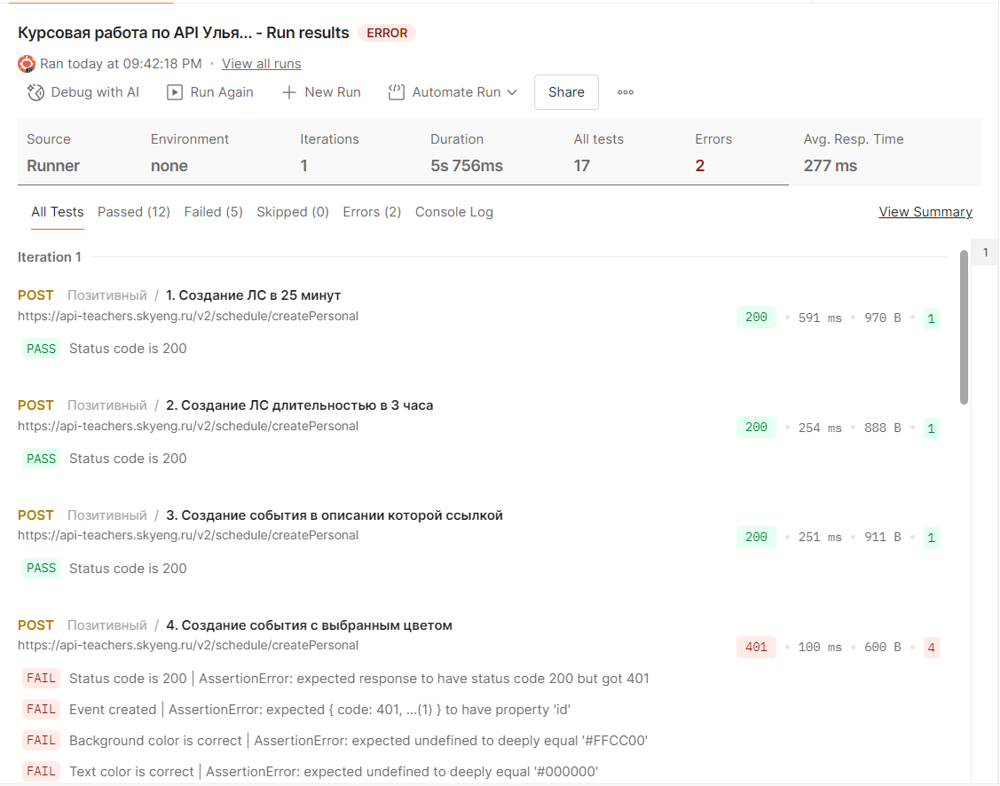 Курсовая работа по API Улья... - Run results ERROR
Ran today at 09:42:18 PM · View all runs
Debug with AI Run Again New Run Automate Run Share
Source Environment Iterations Duration All tests Errors Avg. Resp. Time
Runner none 1 5s 756ms 17 2 277 ms
All Tests Passed (12) Failed (5) Skipped (0) Errors (2) Console Log View Summary
Iteration 1 1
POST Позитивный / 1. Создание ЛС в 25 минут
https://api-teachers.skyeng.ru/v2/schedule/createPersonal 200 • 591 ms • 970 B • 1
PASS Status code is 200
POST Позитивный / 2. Создание ЛС длительностью в 3 часа
https://api-teachers.skyeng.ru/v2/schedule/createPersonal 200 • 254 ms • 888 B • 1
PASS Status code is 200
POST Позитивный / 3. Создание события в описании которой ссылкой
https://api-teachers.skyeng.ru/v2/schedule/createPersonal 200 • 251 ms • 911 B • 1
PASS Status code is 200
POST Позитивный / 4. Создание события с выбранным цветом
https://api-teachers.skyeng.ru/v2/schedule/createPersonal 401 • 100 ms • 600 B • 4
FAIL Status code is 200 | AssertionError: expected response to have status code 200 but got 401
FAIL Event created | AssertionError: expected { code: 401, ...(1) } to have property 'id'
FAIL Background color is correct | AssertionError: expected undefined to deeply equal '#FFCC00'
FAIL Text color is correct | AssertionError: expected undefined to deeply equal '#000000'